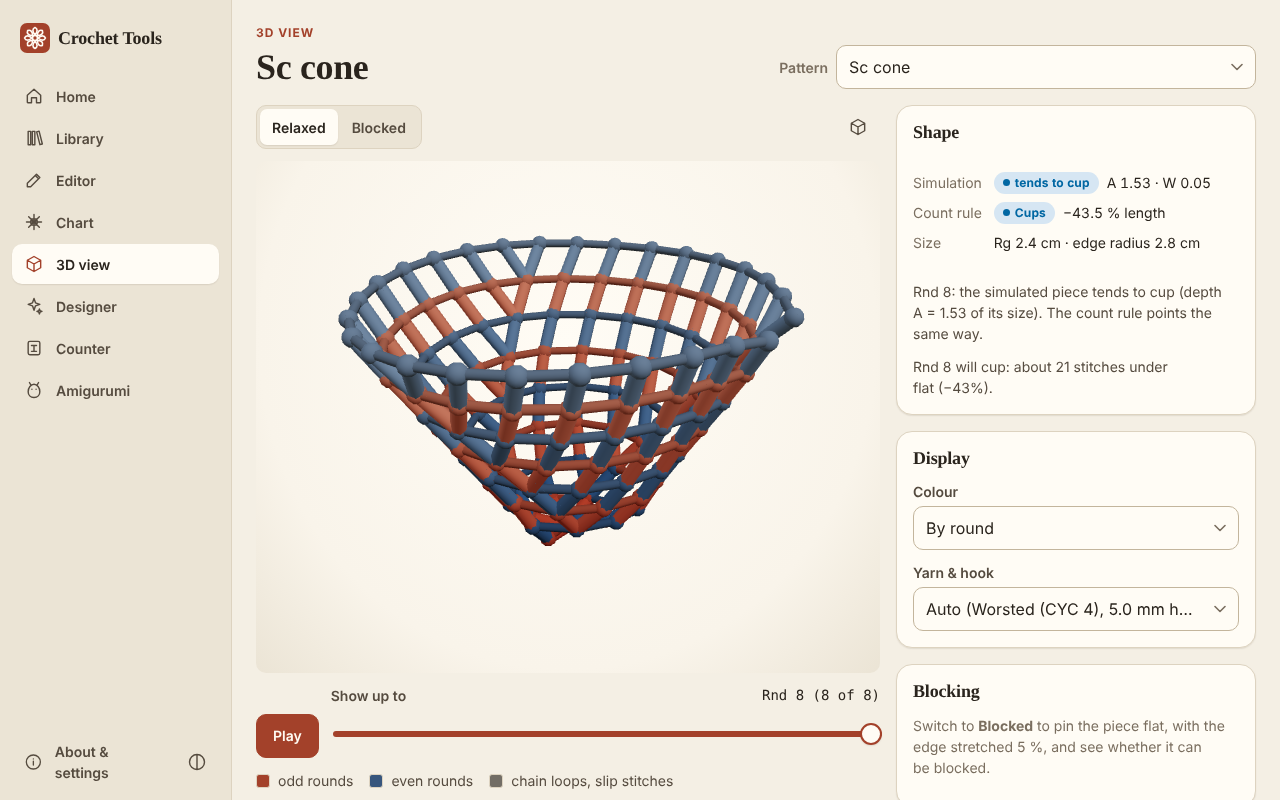 Crochet Tools
Home
Library
Editor
Chart
3D view
Designer
Counter
Amigurumi
About &
settings
3D VIEW
Sc cone
Pattern
Sc cone
Relaxed
Blocked
Show up to
Rnd 8 (8 of 8)
Play
odd rounds
even rounds
chain loops, slip stitches
Shape
Simulation tends to cup A 1.53 · W 0.05
Count rule Cups −43.5 % length
Size Rg 2.4 cm · edge radius 2.8 cm
Rnd 8: the simulated piece tends to cup (depth
A = 1.53 of its size). The count rule points the
same way.
Rnd 8 will cup: about 21 stitches under
flat (−43%).
Display
Colour
By round
Yarn & hook
Auto (Worsted (CYC 4), 5.0 mm h…
Blocking
Switch to Blocked to pin the piece flat, with the
edge stretched 5 %, and see whether it can
be blocked.